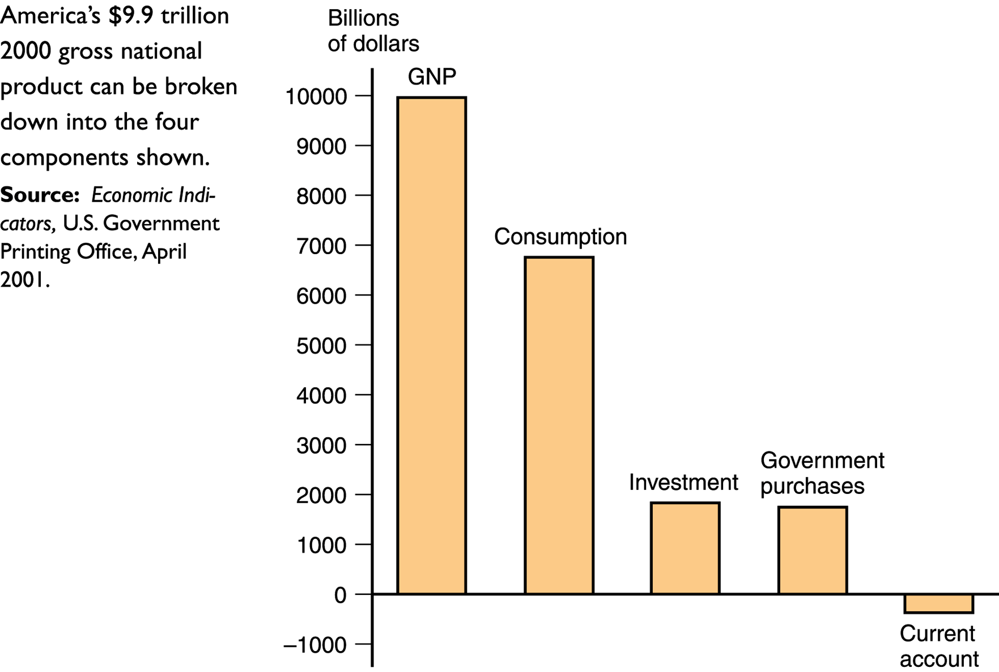 America's $9.9 trillion
2000 gross national
product can be broken
down into the four
components shown.
Source: Economic Indi-
cators, U.S. Government
Printing Office, April
2001.
Billions
of dollars
GNP
10000
9000
8000
Consumption
7000
6000
5000
4000
3000
Government
purchases
Investment
2000
1000
0
Current
account
–1000